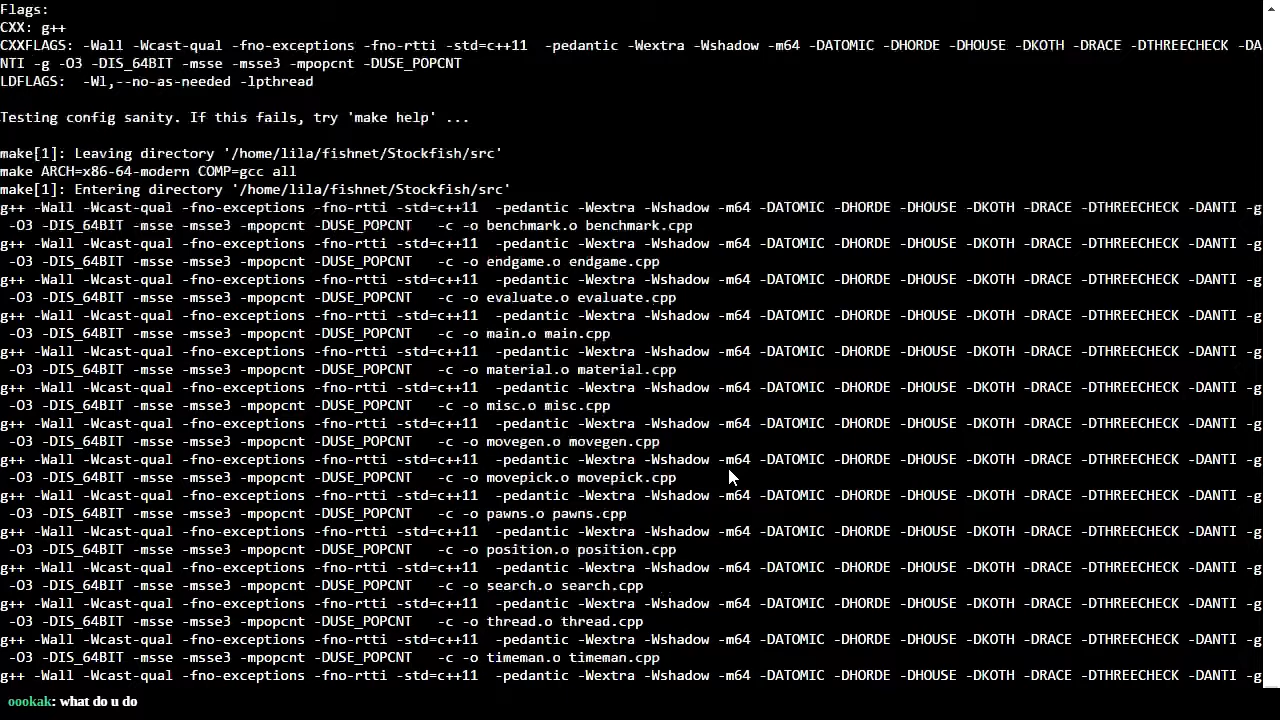 Flags:
CXX: g++
CXXFLAGS: -Wall -Wcast-qual -fno-exceptions -fno-rtti -std=c++11  -pedantic -Wextra -Wshadow -m64 -DATOMIC -DHORDE -DHOUSE -DKOTH -DRACE -DTHREECHECK -DA
NTI -g -O3 -DIS_64BIT -msse -msse3 -mpopcnt -DUSE_POPCNT
LDFLAGS:  -Wl,--no-as-needed -lpthread
Testing config sanity. If this fails, try 'make help' ...
make[1]: Leaving directory '/home/lila/fishnet/Stockfish/src'
make ARCH=x86-64-modern COMP=gcc all
make[1]: Entering directory '/home/lila/fishnet/Stockfish/src'
g++ -Wall -Wcast-qual -fno-exceptions -fno-rtti -std=c++11  -pedantic -Wextra -Wshadow -m64 -DATOMIC -DHORDE -DHOUSE -DKOTH -DRACE -DTHREECHECK -DANTI -g
 -O3 -DIS_64BIT -msse -msse3 -mpopcnt -DUSE_POPCNT   -c -o benchmark.o benchmark.cpp
g++ -Wall -Wcast-qual -fno-exceptions -fno-rtti -std=c++11  -pedantic -Wextra -Wshadow -m64 -DATOMIC -DHORDE -DHOUSE -DKOTH -DRACE -DTHREECHECK -DANTI -g
 -O3 -DIS_64BIT -msse -msse3 -mpopcnt -DUSE_POPCNT   -c -o endgame.o endgame.cpp
g++ -Wall -Wcast-qual -fno-exceptions -fno-rtti -std=c++11  -pedantic -Wextra -Wshadow -m64 -DATOMIC -DHORDE -DHOUSE -DKOTH -DRACE -DTHREECHECK -DANTI -g
 -O3 -DIS_64BIT -msse -msse3 -mpopcnt -DUSE_POPCNT   -c -o evaluate.o evaluate.cpp
g++ -Wall -Wcast-qual -fno-exceptions -fno-rtti -std=c++11  -pedantic -Wextra -Wshadow -m64 -DATOMIC -DHORDE -DHOUSE -DKOTH -DRACE -DTHREECHECK -DANTI -g
 -O3 -DIS_64BIT -msse -msse3 -mpopcnt -DUSE_POPCNT   -c -o main.o main.cpp
g++ -Wall -Wcast-qual -fno-exceptions -fno-rtti -std=c++11  -pedantic -Wextra -Wshadow -m64 -DATOMIC -DHORDE -DHOUSE -DKOTH -DRACE -DTHREECHECK -DANTI -g
 -O3 -DIS_64BIT -msse -msse3 -mpopcnt -DUSE_POPCNT   -c -o material.o material.cpp
g++ -Wall -Wcast-qual -fno-exceptions -fno-rtti -std=c++11  -pedantic -Wextra -Wshadow -m64 -DATOMIC -DHORDE -DHOUSE -DKOTH -DRACE -DTHREECHECK -DANTI -g
 -O3 -DIS_64BIT -msse -msse3 -mpopcnt -DUSE_POPCNT   -c -o misc.o misc.cpp
g++ -Wall -Wcast-qual -fno-exceptions -fno-rtti -std=c++11  -pedantic -Wextra -Wshadow -m64 -DATOMIC -DHORDE -DHOUSE -DKOTH -DRACE -DTHREECHECK -DANTI -g
 -O3 -DIS_64BIT -msse -msse3 -mpopcnt -DUSE_POPCNT   -c -o movegen.o movegen.cpp
g++ -Wall -Wcast-qual -fno-exceptions -fno-rtti -std=c++11  -pedantic -Wextra -Wshadow -m64 -DATOMIC -DHORDE -DHOUSE -DKOTH -DRACE -DTHREECHECK -DANTI -g
 -O3 -DIS_64BIT -msse -msse3 -mpopcnt -DUSE_POPCNT   -c -o movepick.o movepick.cpp
g++ -Wall -Wcast-qual -fno-exceptions -fno-rtti -std=c++11  -pedantic -Wextra -Wshadow -m64 -DATOMIC -DHORDE -DHOUSE -DKOTH -DRACE -DTHREECHECK -DANTI -g
 -O3 -DIS_64BIT -msse -msse3 -mpopcnt -DUSE_POPCNT   -c -o pawns.o pawns.cpp
g++ -Wall -Wcast-qual -fno-exceptions -fno-rtti -std=c++11  -pedantic -Wextra -Wshadow -m64 -DATOMIC -DHORDE -DHOUSE -DKOTH -DRACE -DTHREECHECK -DANTI -g
 -O3 -DIS_64BIT -msse -msse3 -mpopcnt -DUSE_POPCNT   -c -o position.o position.cpp
g++ -Wall -Wcast-qual -fno-exceptions -fno-rtti -std=c++11  -pedantic -Wextra -Wshadow -m64 -DATOMIC -DHORDE -DHOUSE -DKOTH -DRACE -DTHREECHECK -DANTI -g
 -O3 -DIS_64BIT -msse -msse3 -mpopcnt -DUSE_POPCNT   -c -o search.o search.cpp
g++ -Wall -Wcast-qual -fno-exceptions -fno-rtti -std=c++11  -pedantic -Wextra -Wshadow -m64 -DATOMIC -DHORDE -DHOUSE -DKOTH -DRACE -DTHREECHECK -DANTI -g
 -O3 -DIS_64BIT -msse -msse3 -mpopcnt -DUSE_POPCNT   -c -o thread.o thread.cpp
g++ -Wall -Wcast-qual -fno-exceptions -fno-rtti -std=c++11  -pedantic -Wextra -Wshadow -m64 -DATOMIC -DHORDE -DHOUSE -DKOTH -DRACE -DTHREECHECK -DANTI -g
 -O3 -DIS_64BIT -msse -msse3 -mpopcnt -DUSE_POPCNT   -c -o timeman.o timeman.cpp
g++ -Wall -Wcast-qual -fno-exceptions -fno-rtti -std=c++11  -pedantic -Wextra -Wshadow -m64 -DATOMIC -DHORDE -DHOUSE -DKOTH -DRACE -DTHREECHECK -DANTI -g
oookak: what do u do